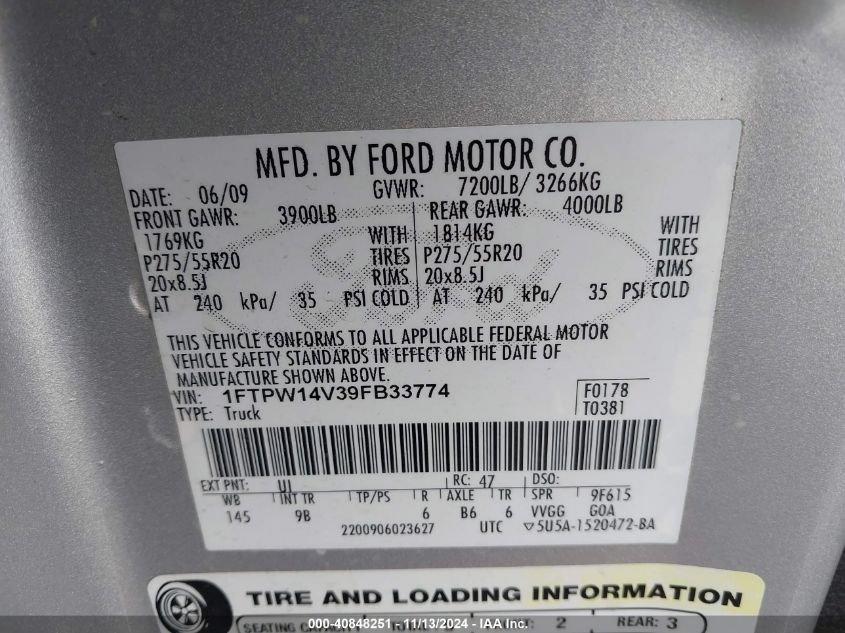 MFD. BY FORD MOTOR CO.
DATE: 06/09 GVWR: 7200LB/ 3266KG
FRONT GAWR: 3900LB REAR GAWR: 4000LB
1769KG WITH 1814KG WITH
P275/55R20 TIRES P275/55R20 TIRES
20x8.5J RIMS 20x8.5J RIMS
AT 240 kPa/ 35 PSI COLD AT 240 kPa/ 35 PSI COLD
THIS VEHICLE CONFORMS TO ALL APPLICABLE FEDERAL MOTOR
VEHICLE SAFETY STANDARDS IN EFFECT ON THE DATE OF
MANUFACTURE SHOWN ABOVE.
VIN: 1FTPW14V39FB33774 F0178
TYPE: Truck T0381
EXT PNT: UI RC: 47 DSO:
WB INT TR TP/PS R AXLE TR SPR 9F615
145 9B 6 B6 6 VVGG GOA
2200906023627 UTC ▽5U5A-1520472-BA
TIRE AND LOADING INFORMATION
SEATING CAPACITY 2 REAR: 3
000-40848251 - 11/13/2024 - IAA Inc.